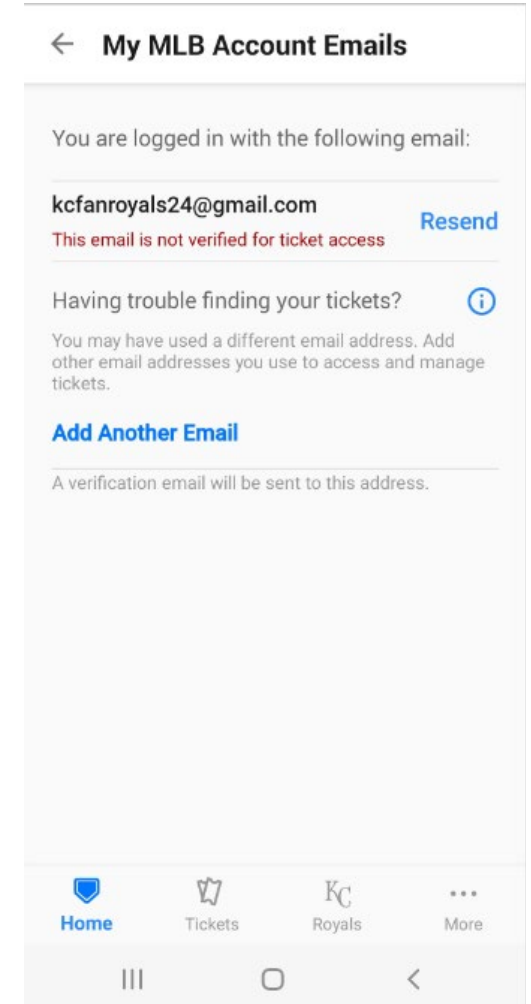 My MLB Account Emails
You are logged in with the following email:
kcfanroyals24@gmail.com
Resend
This email is not verified for ticket access
Having trouble finding your tickets?
You may have used a different email address. Add
other email addresses you use to access and manage
tickets.
Add Another Email
A verification email will be sent to this address.
KC
Home
Tickets
Royals
More